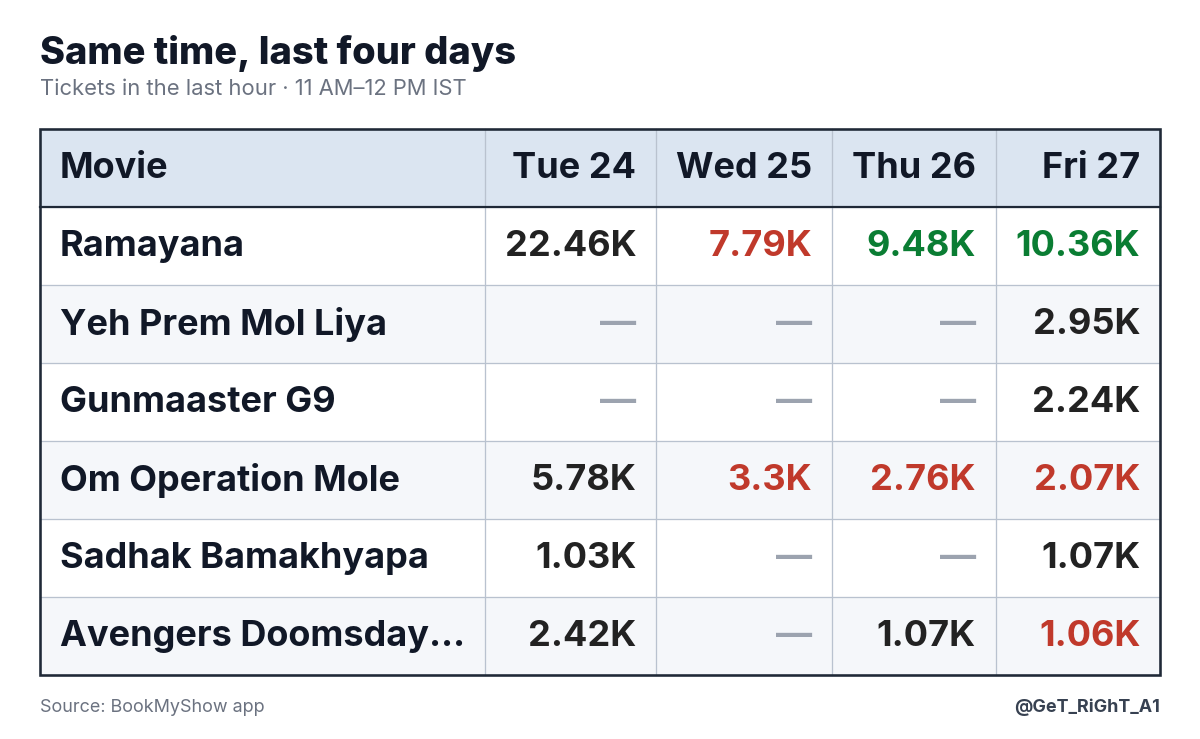 Same time, last four days
Tickets in the last hour · 11 AM–12 PM IST
Movie Tue 24 Wed 25 Thu 26 Fri 27
Ramayana 22.46K 7.79K 9.48K 10.36K
Yeh Prem Mol Liya — — — 2.95K
Gunmaaster G9 — — — 2.24K
Om Operation Mole 5.78K 3.3K 2.76K 2.07K
Sadhak Bamakhyapa 1.03K — — 1.07K
Avengers Doomsday... 2.42K — 1.07K 1.06K
Source: BookMyShow app @GeT_RiGhT_A1